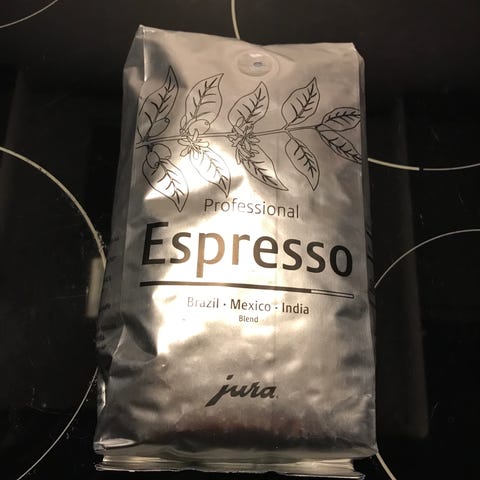 Professional
Espresso
Brazil · Mexico · India
Blend
jura